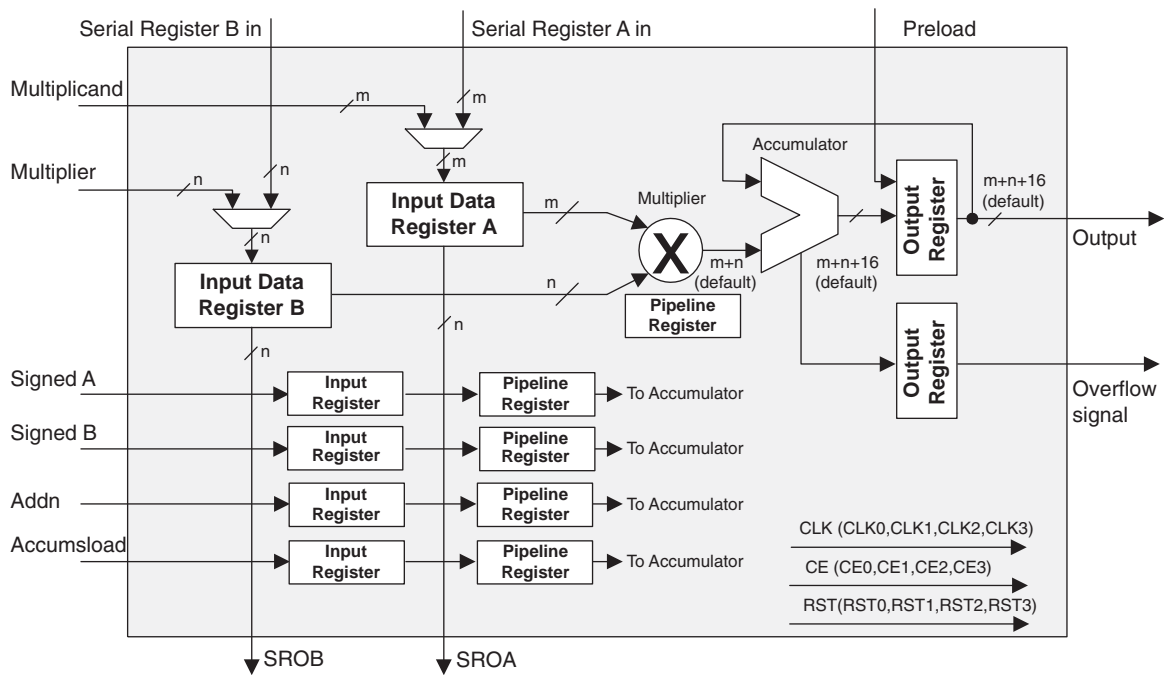 Serial Register B in
Serial Register A in
Preload
Multiplicand
m
m
Multiplier
n
n
m
n
Input Data
Register A
m
Input Data
Register B
n
n
n
Multiplier
X
m+n
(default)
Pipeline
Register
Accumulator
m+n+16
(default)
Output
Register
m+n+16
(default)
Output
Output
Register
Overflow
signal
Signed A
Input
Register
Pipeline
Register
To Accumulator
Signed B
Input
Register
Pipeline
Register
To Accumulator
Addn
Input
Register
Pipeline
Register
To Accumulator
Accumsload
Input
Register
Pipeline
Register
To Accumulator
CLK (CLK0,CLK1,CLK2,CLK3)
CE (CE0,CE1,CE2,CE3)
RST(RST0,RST1,RST2,RST3)
SROB
SROA